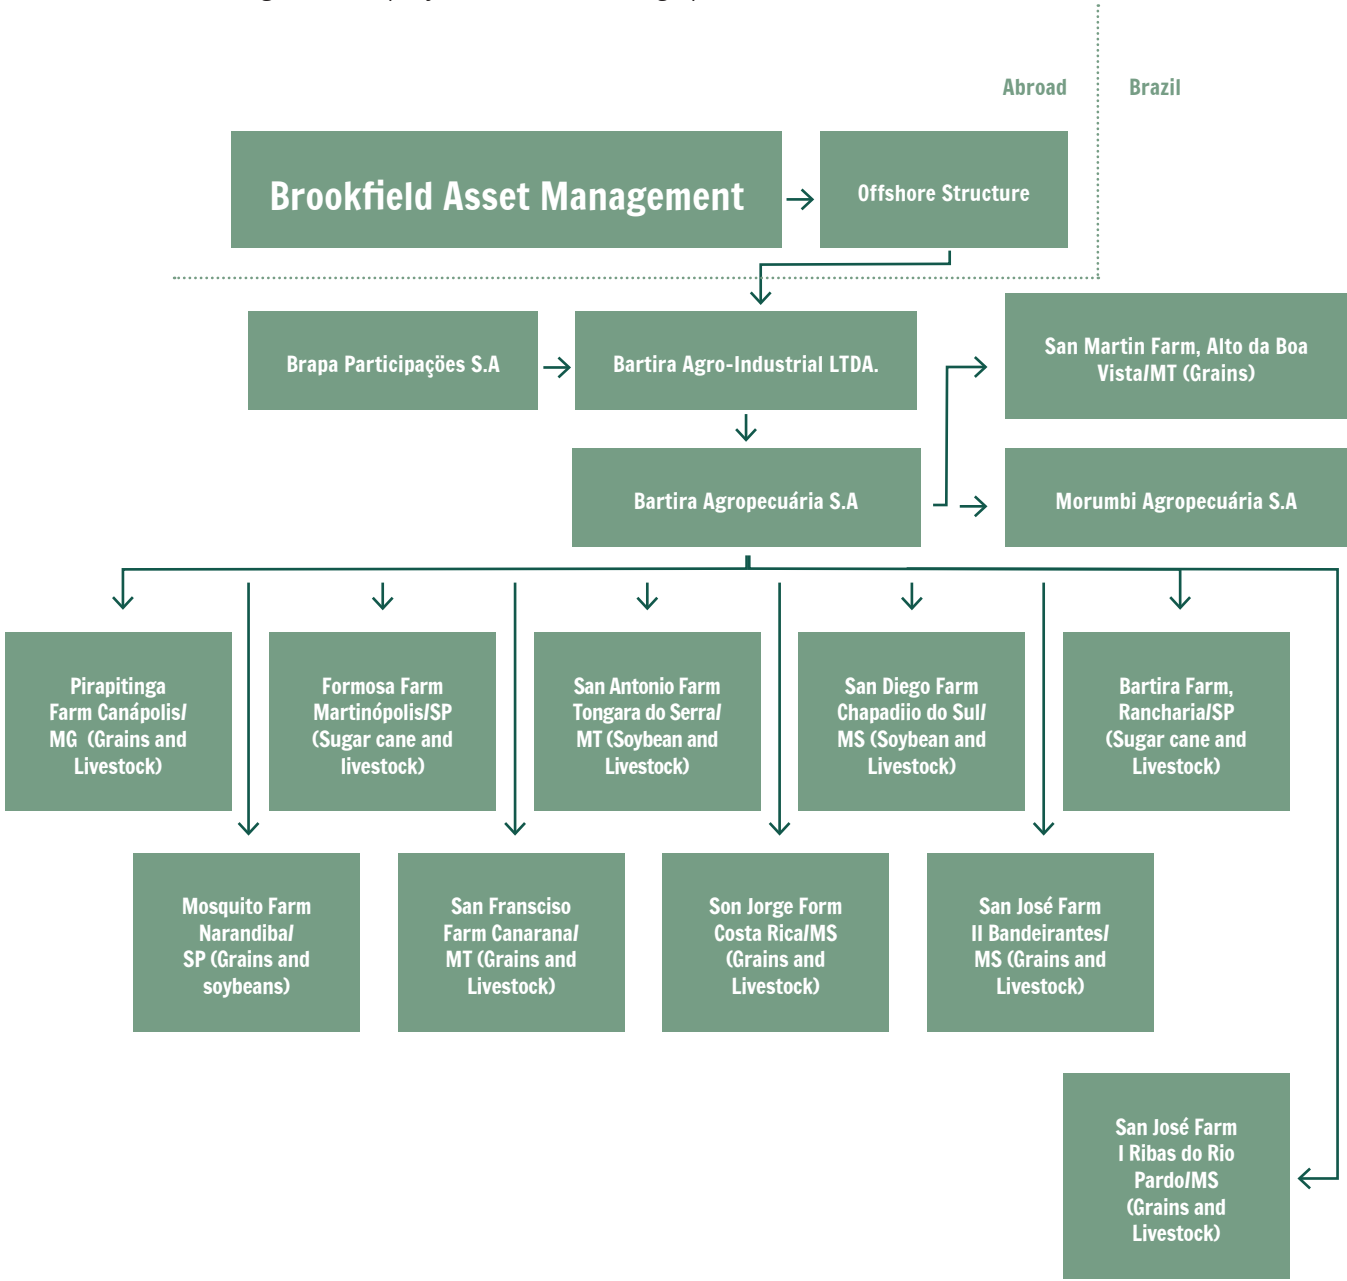 Abroad
Brazil
Brookfield Asset Management
Offshore Structure
Brapa Participações S.A
Bartira Agro-Industrial LTDA.
San Martin Farm, Alto da Boa
Vista/MT (Grains)
Bartira Agropecuária S.A
Morumbi Agropecuária S.A
Pirapitinga
Farm Canápolis/
MG (Grains and
Livestock)
Formosa Farm
Martinópolis/SP
(Sugar cane and
livestock)
San Antonio Farm
Tongara do Serra/
MT (Soybean and
Livestock)
San Diego Farm
Chapadiio do Sul/
MS (Soybean and
Livestock)
Bartira Farm,
Rancharia/SP
(Sugar cane and
Livestock)
Mosquito Farm
Narandiba/
SP (Grains and
soybeans)
San Fransciso
Farm Canarana/
MT (Grains and
Livestock)
Son Jorge Form
Costa Rica/MS
(Grains and
Livestock)
San José Farm
II Bandeirantes/
MS (Grains and
Livestock)
San José Farm
I Ribas do Rio
Pardo/MS
(Grains and
Livestock)